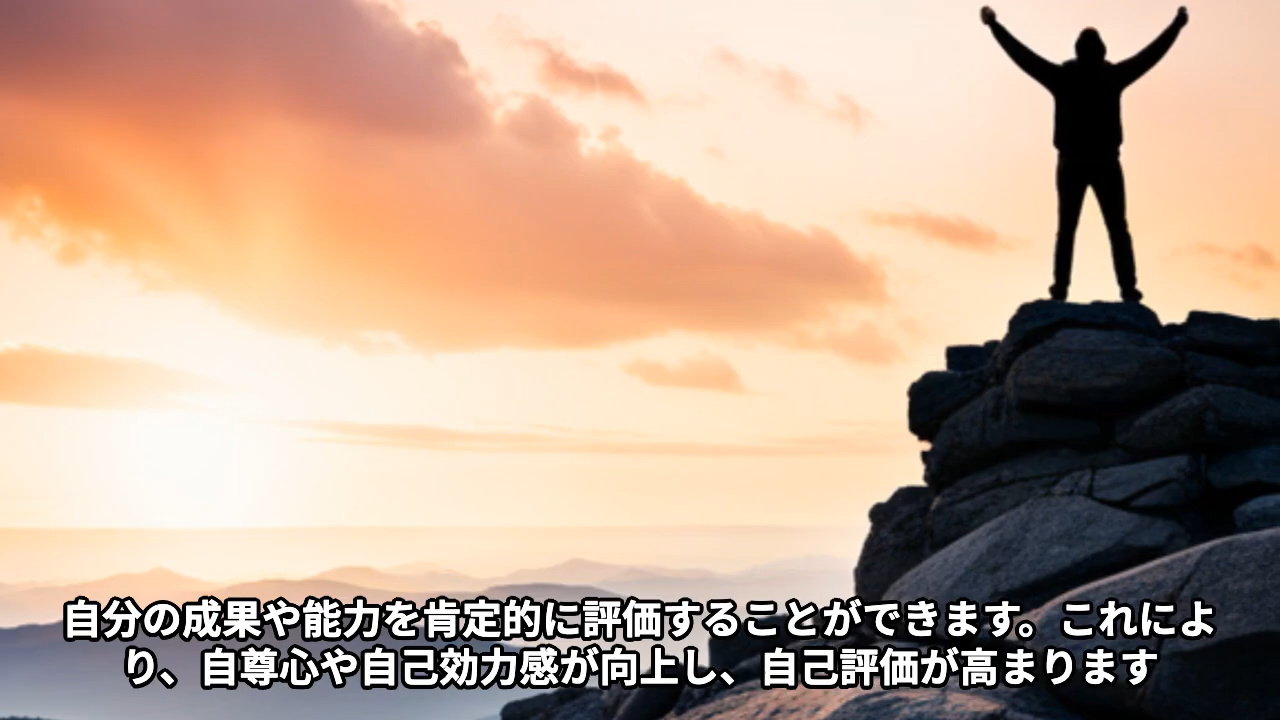 自分の成果や能力を肯定的に評価することができます。これによ
り、自尊心や自己効力感が向上し、自己評価が高まります